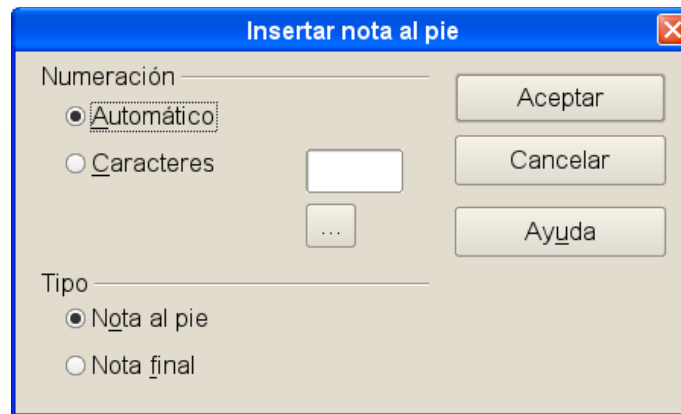 Insertar nota al pie
Numeración
Automático
Caracteres
...
Tipo
Nota al pie
Nota final
Aceptar
Cancelar
Ayuda